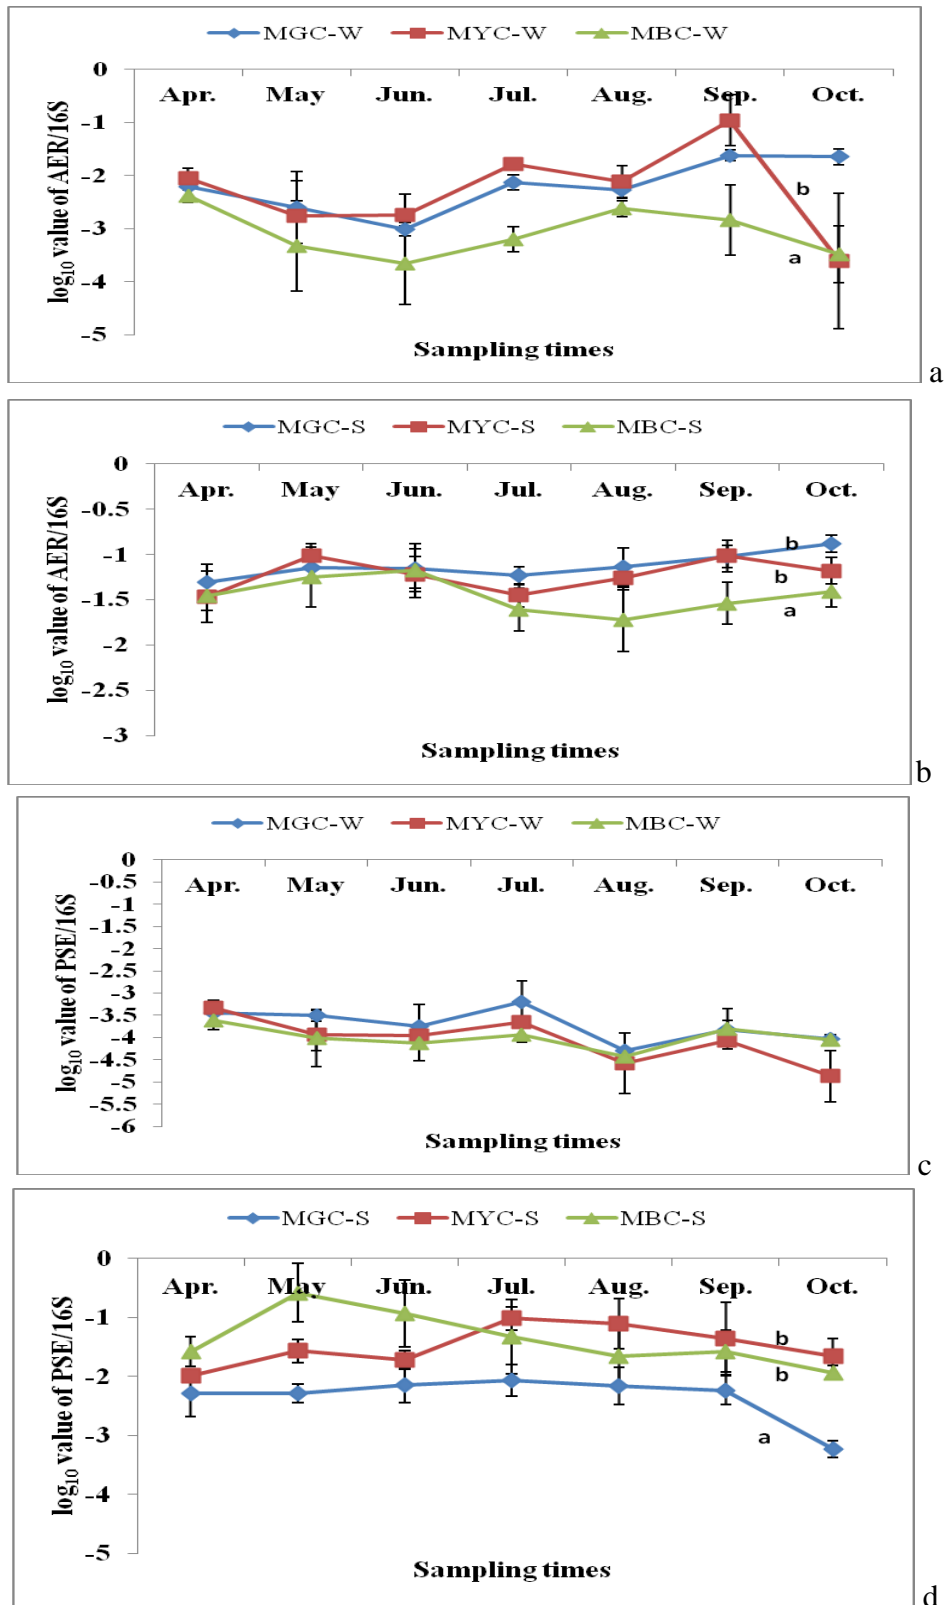 MGC-W MYC-W MBC-W
0
Apr. May Jun. Jul. Aug. Sep. Oct.
-1
-2
-3
-4
-5
b
a
log10 value of AER/16S
Sampling times
a
MGC-S MYC-S MBC-S
0
Apr. May Jun. Jul. Aug. Sep. Oct.
-0.5
-1
-1.5
-2
-2.5
-3
b
b
a
log10 value of AER/16S
Sampling times
b
MGC-W MYC-W MBC-W
0
Apr. May Jun. Jul. Aug. Sep. Oct.
-0.5
-1
-1.5
-2
-2.5
-3
-3.5
-4
-4.5
-5
-5.5
-6
log10 value of PSE/16S
Sampling times
c
MGC-S MYC-S MBC-S
0
Apr. May Jun. Jul. Aug. Sep. Oct.
-1
-2
-3
-4
-5
b
b
a
log10 value of PSE/16S
Sampling times
d